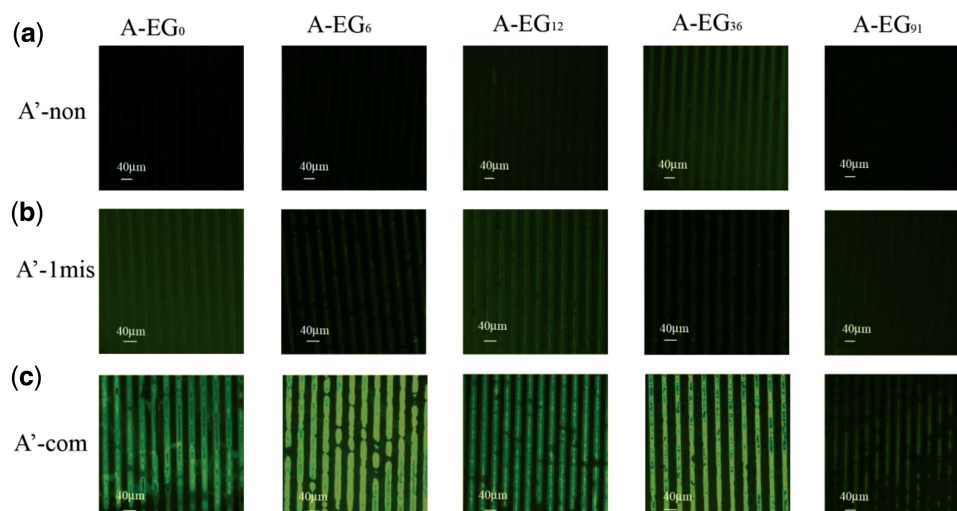 (a) A-EG₀ A-EG₆ A-EG₁₂ A-EG₃₆ A-EG₉₁
A'-non
40µm 40µm 40µm 40µm 40µm
(b)
A'-1mis
40µm 40µm 40µm 40µm 40µm
(c)
A'-com
40µm 40µm 40µm 40µm 40µm